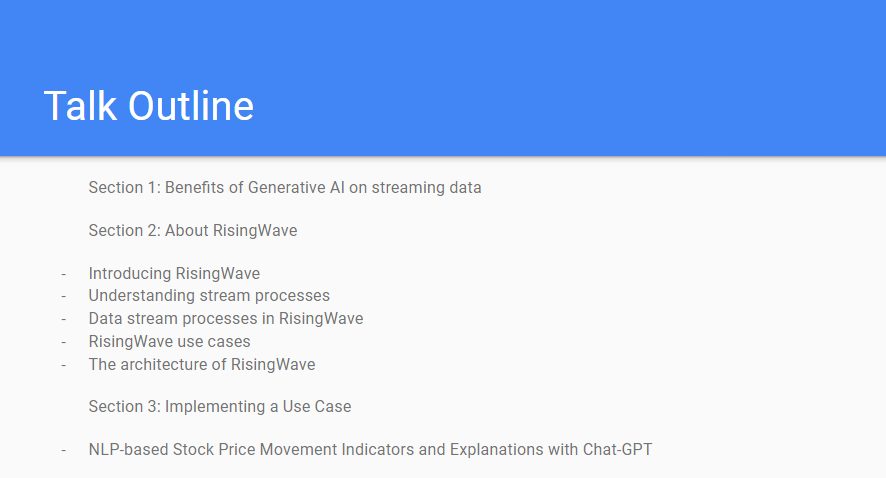 Talk Outline
Section 1: Benefits of Generative AI on streaming data
Section 2: About RisingWave
- Introducing RisingWave
- Understanding stream processes
- Data stream processes in RisingWave
- RisingWave use cases
- The architecture of RisingWave
Section 3: Implementing a Use Case
- NLP-based Stock Price Movement Indicators and Explanations with Chat-GPT